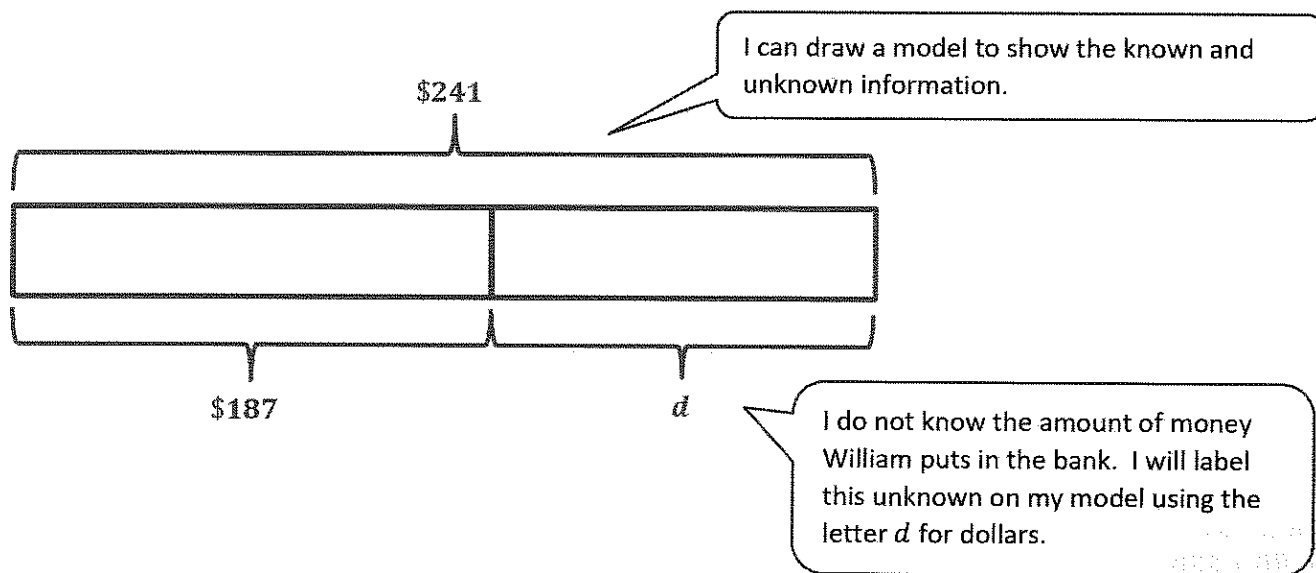 I can draw a model to show the known and
unknown information.
$241
$187
d
I do not know the amount of money
William puts in the bank. I will label
this unknown on my model using the
letter d for dollars.